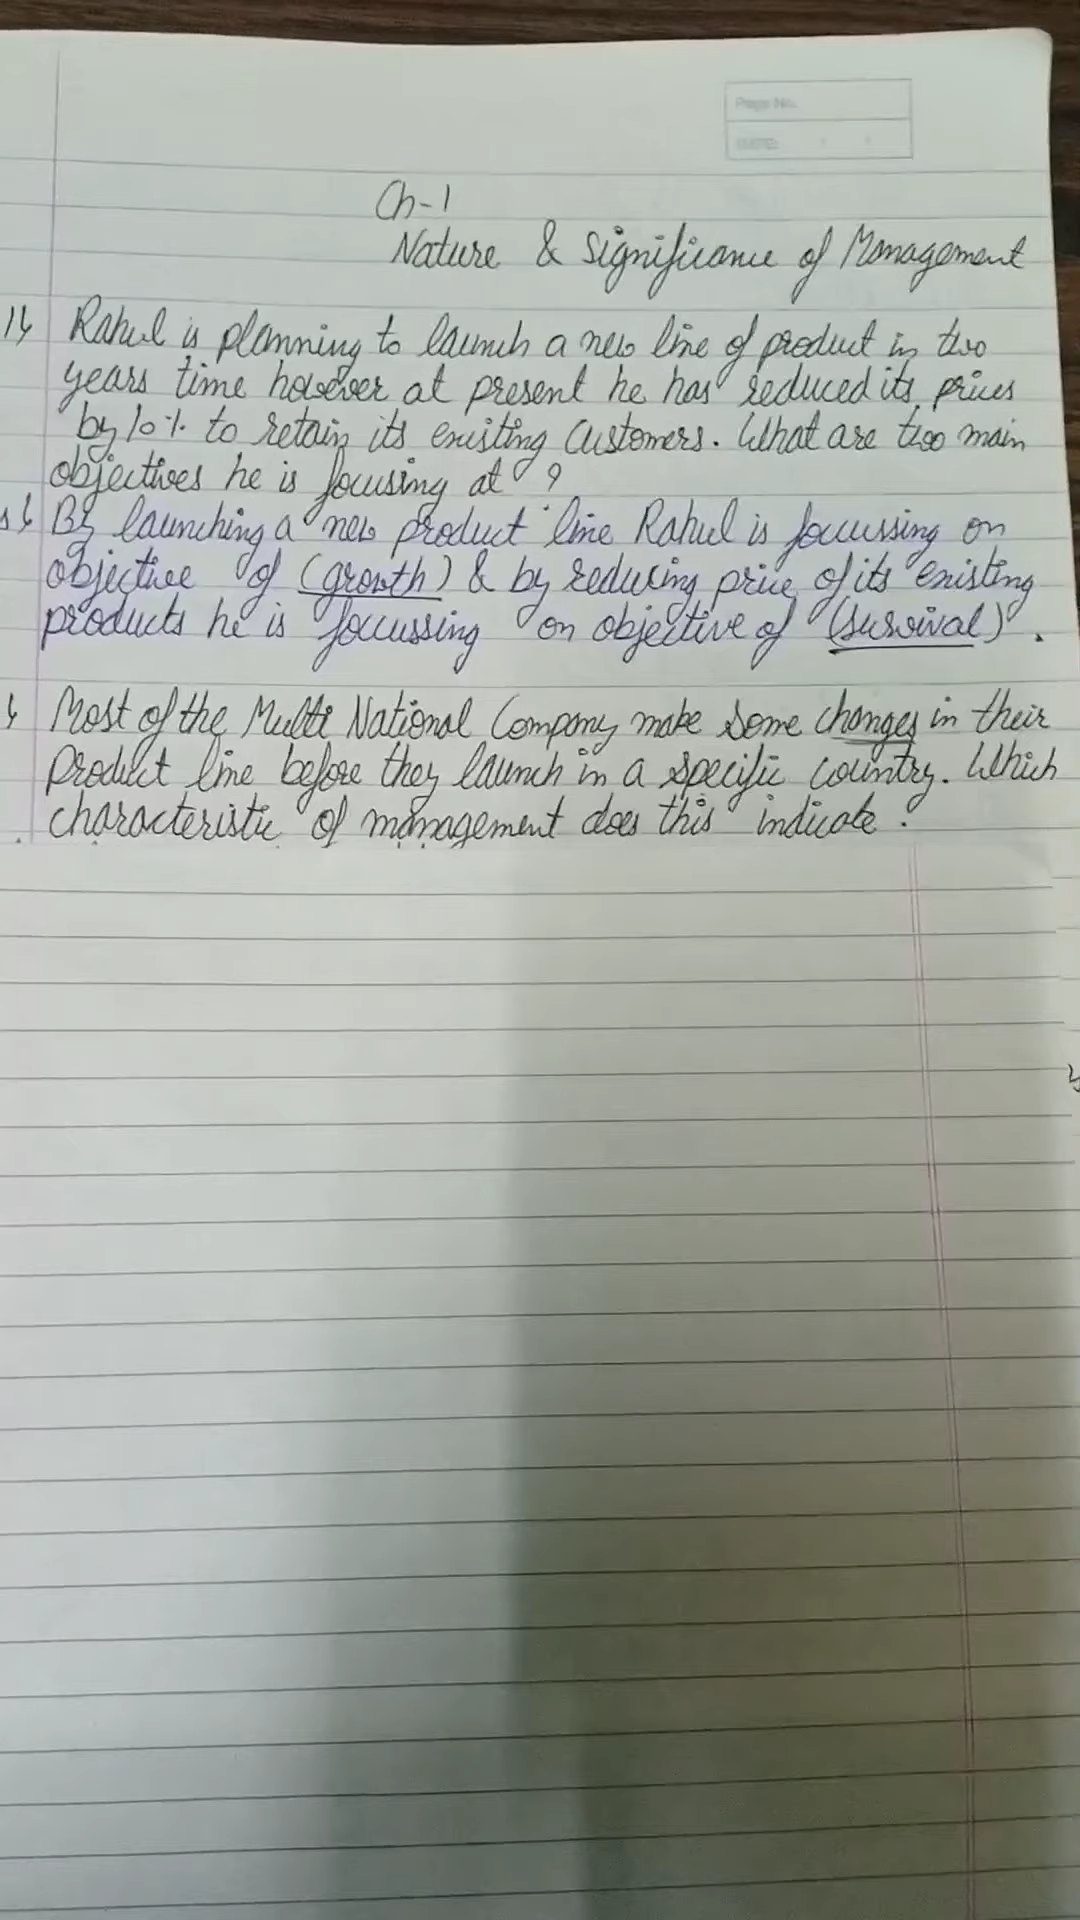 Page No.
DATE:
Ch-1
Nature & Significance of Management
1) Rahul is planning to launch a new line of product in two
years time however at present he has reduced its prices
by 10% to retain its existing Customers. What are two main
objectives he is focusing at ?
By launching a new product line Rahul is focussing on
objective of (growth) & by reducing price of its existing
products he is focussing on objective of (survival).
Most of the Multi National Company make some changes in their
Product line before they launch in a specific country. Which
characteristic of management does this indicate.